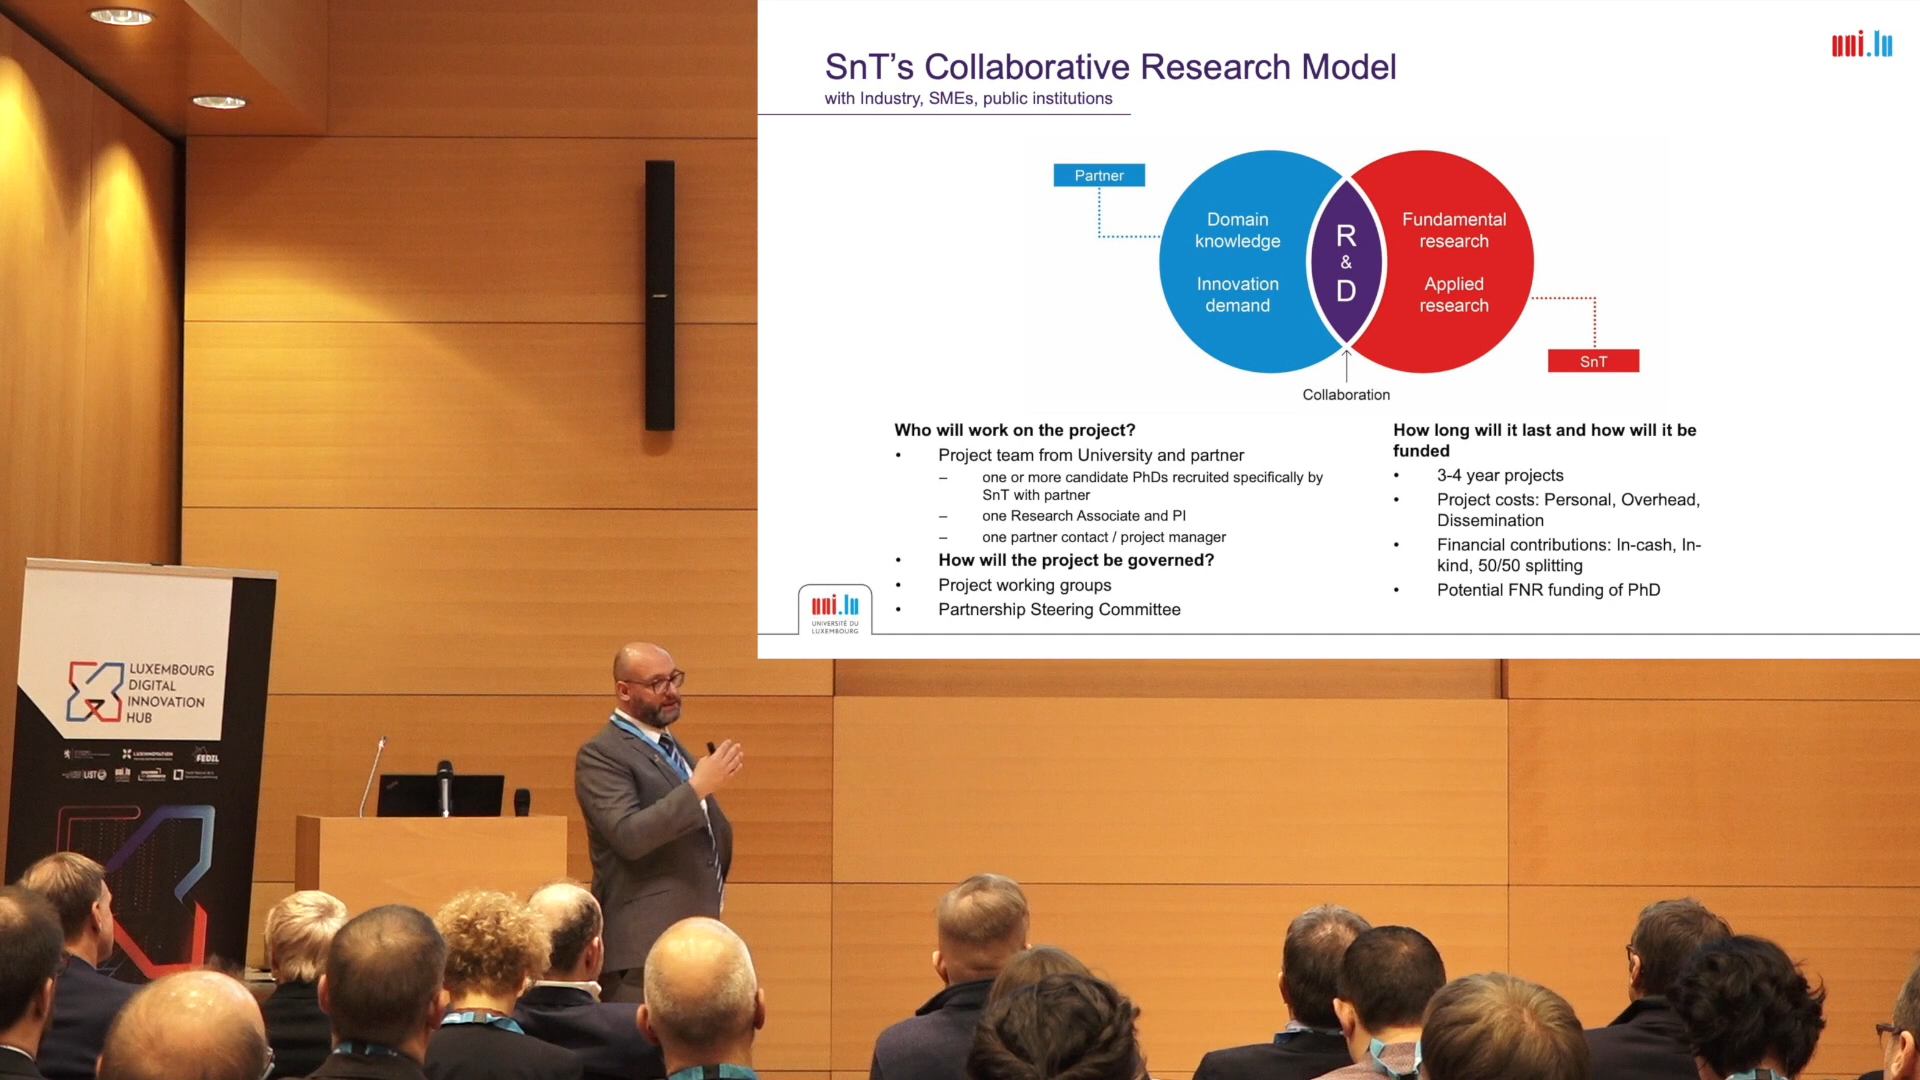 SnT's Collaborative Research Model
with Industry, SMEs, public institutions
uni.lu
Partner
Domain
knowledge
Innovation
demand
R
&
D
Fundamental
research
Applied
research
SnT
Collaboration
Who will work on the project?
• Project team from University and partner
– one or more candidate PhDs recruited specifically by
SnT with partner
– one Research Associate and PI
– one partner contact / project manager
• How will the project be governed?
• Project working groups
• Partnership Steering Committee
How long will it last and how will it be
funded
• 3-4 year projects
• Project costs: Personal, Overhead,
Dissemination
• Financial contributions: In-cash, In-
kind, 50/50 splitting
• Potential FNR funding of PhD
uni.lu
UNIVERSITÉ DU
LUXEMBOURG
LUXEMBOURG
DIGITAL
INNOVATION
HUB
LUXINNOVATION
FEDIL
LIST
uni.lu